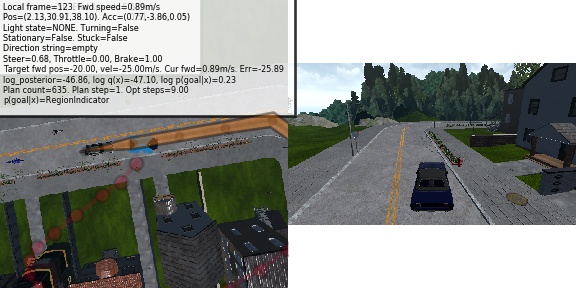 Local frame=123. Fwd speed=0.89m/s
Pos=(2.13,30.91,38.10). Acc=(0.77,-3.86,0.05)
Light state=NONE. Turning=False
Stationary=False. Stuck=False
Direction string=empty
Steer=0.68, Throttle=0.00, Brake=1.00
Target fwd pos=-20.00, vel=-25.00m/s. Cur fwd=0.89m/s. Err=-25.89
log_posterior=-46.86, log q(x)=-47.10, log p(goal|x)=0.23
Plan count=635. Plan step=1. Opt steps=9.00
p(goal|x)=RegionIndicator